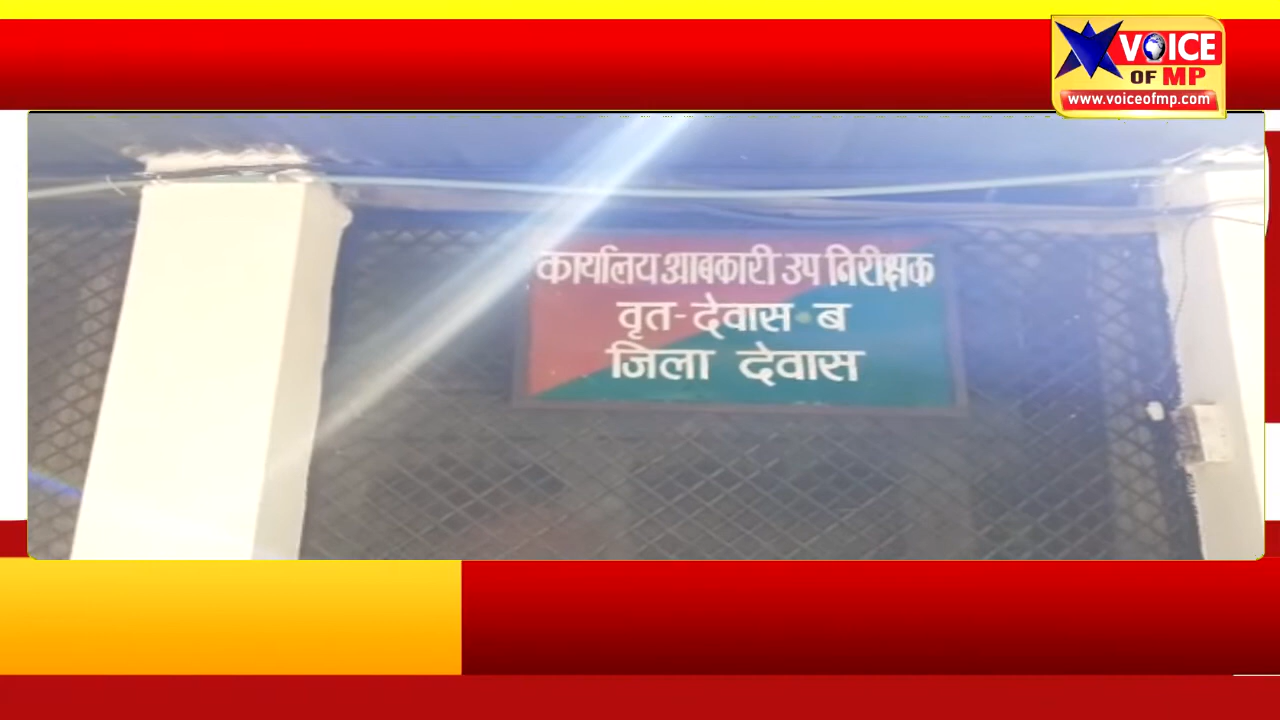 VOICE
OF MP
www.voiceofmp.com
कार्यालय आबकारी उप निरीक्षक
वृत-देवास-ब
जिला देवास